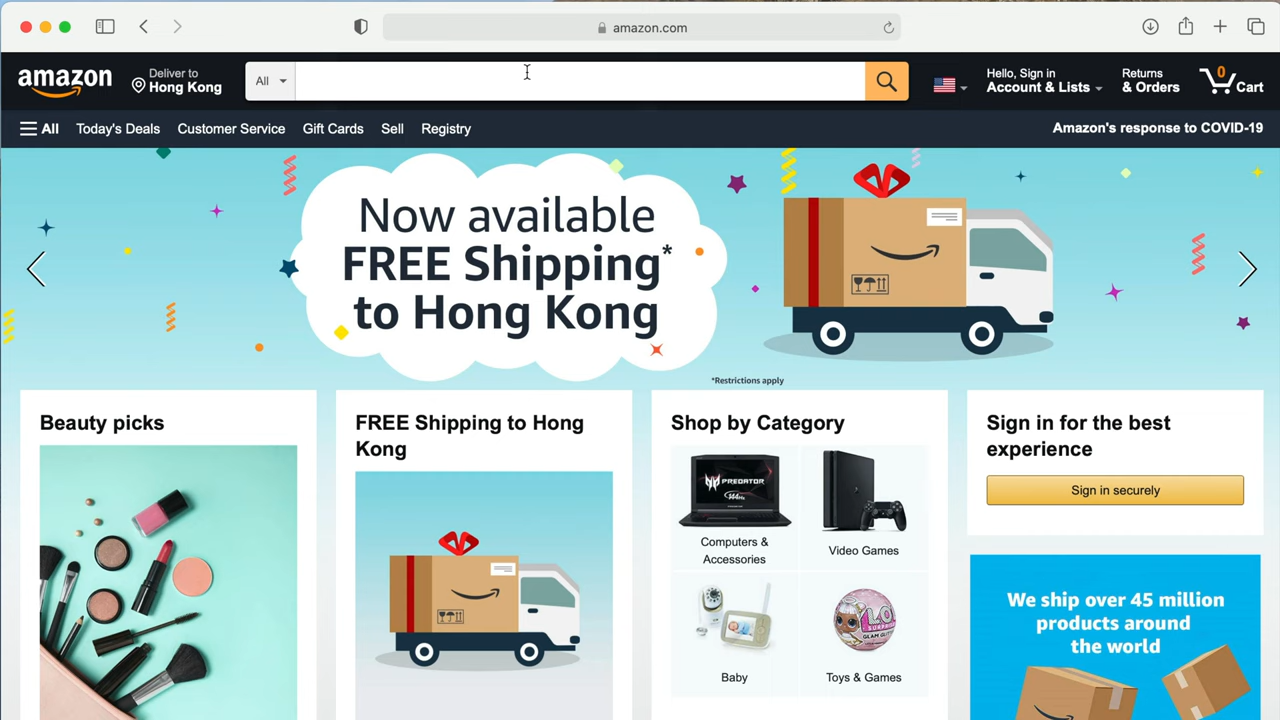 amazon.com
amazon
Deliver to
Hong Kong
All
Hello, Sign in
Account & Lists
Returns
& Orders
0
Cart
All
Today's Deals
Customer Service
Gift Cards
Sell
Registry
Amazon's response to COVID-19
Now available
FREE Shipping*
to Hong Kong
*Restrictions apply
Beauty picks
FREE Shipping to Hong
Kong
Shop by Category
PREDATOR
144Hz
Computers &
Accessories
Video Games
Baby
L.O.L.
SURPRISE
GLAM GLITTER
Toys & Games
Sign in for the best
experience
Sign in securely
We ship over 45 million
products around
the world